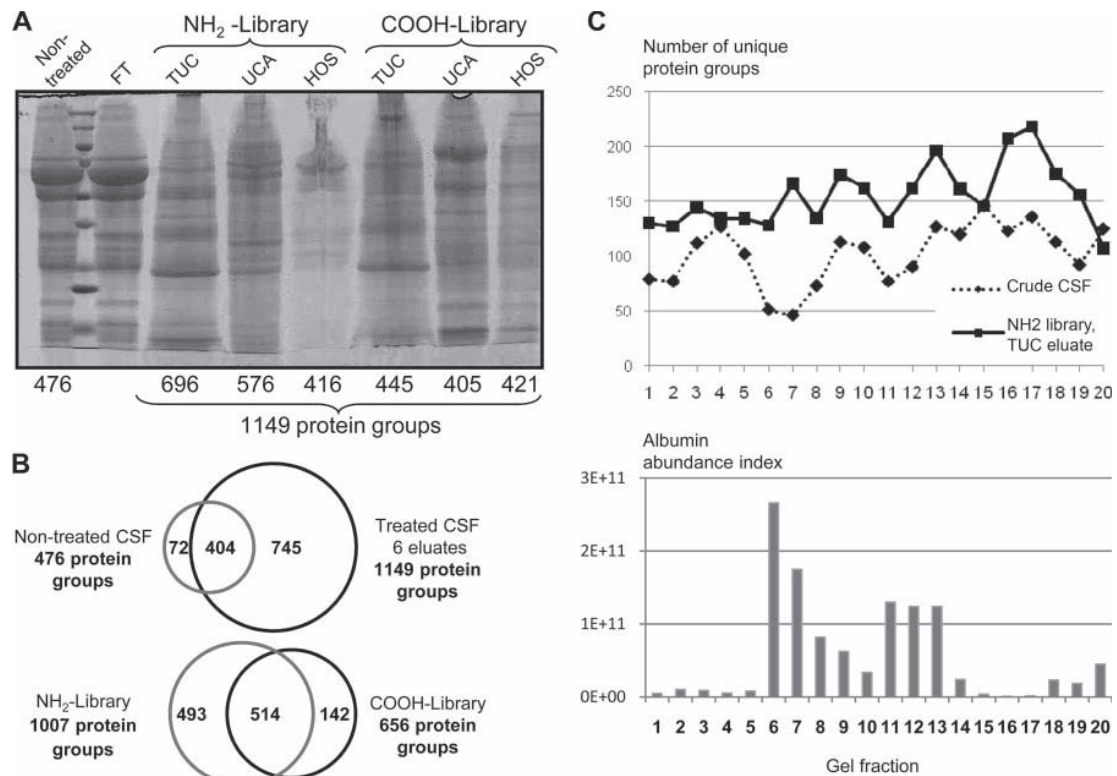 A
NH2 -Library
COOH-Library
Non-
treated
FT
TUC
UCA
HOS
TUC
UCA
HOS
476
696
576
416
445
405
421
1149 protein groups
B
Non-treated CSF
476 protein
groups
72
404
745
Treated CSF
6 eluates
1149 protein
groups
NH2-Library
1007 protein
groups
493
514
142
COOH-Library
656 protein
groups
C
Number of unique
protein groups
250
200
150
100
50
0
Crude CSF
NH2 library,
TUC eluate
1 2 3 4 5 6 7 8 9 10 11 12 13 14 15 16 17 18 19 20
Albumin
abundance index
3E+11
2E+11
1E+11
0E+00
1 2 3 4 5 6 7 8 9 10 11 12 13 14 15 16 17 18 19 20
Gel fraction